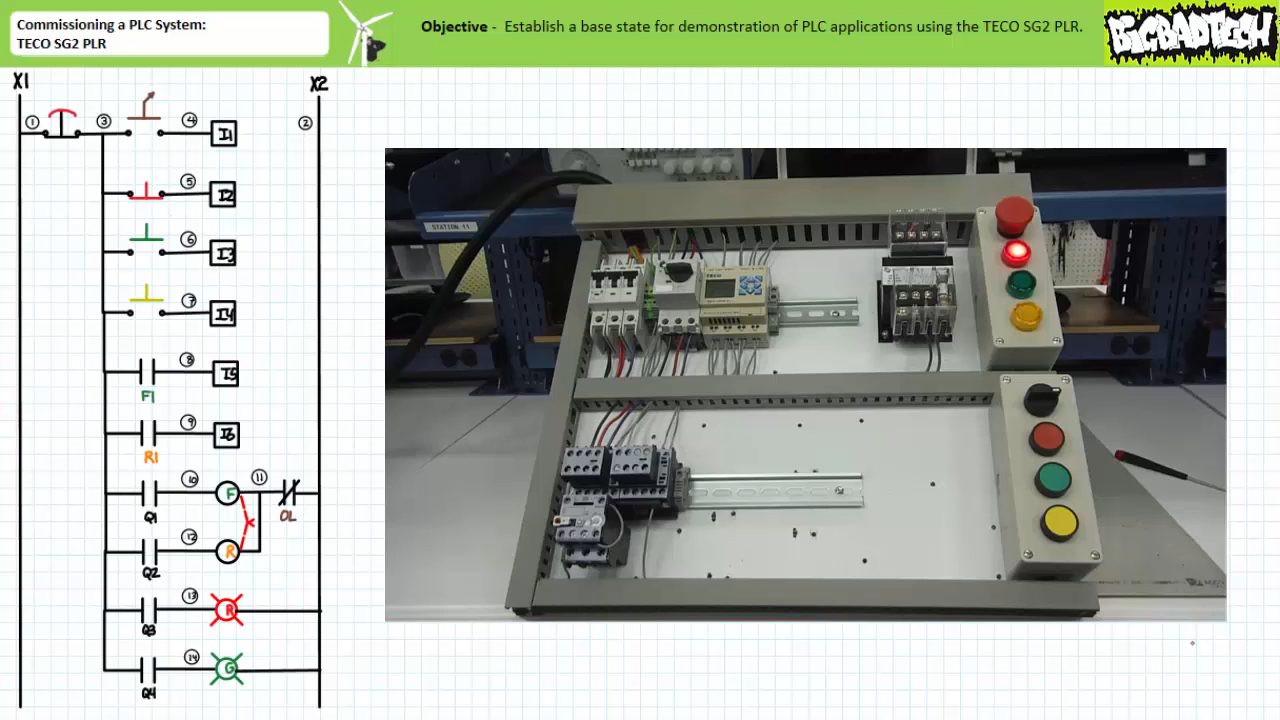 Commissioning a PLC System:
TECO SG2 PLR
Objective - Establish a base state for demonstration of PLC applications using the TECO SG2 PLR.
BIGBADTECH
X1
X2
1
3
4
I1
2
5
I2
6
I3
7
I4
8
I5
F1
9
I6
R1
10
F
11
Q1
OL
12
R
Q2
13
R
Q3
14
G
Q4
STATION 11
TECO